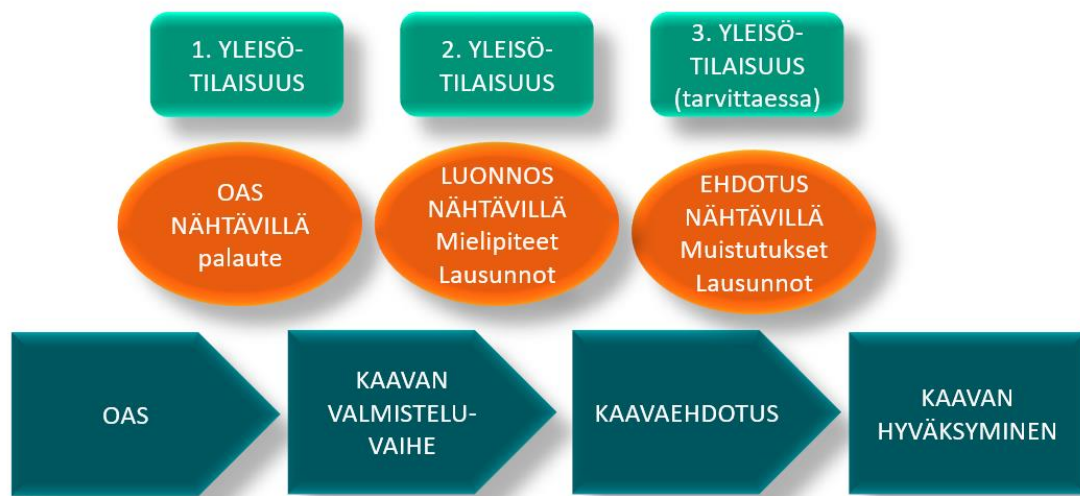 1. YLEISÖ-
TILAISUUS
2. YLEISÖ-
TILAISUUS
3. YLEISÖ-
TILAISUUS
(tarvittaessa)
OAS
NÄHTÄVILLÄ
palaute
LUONNOS
NÄHTÄVILLÄ
Mielipiteet
Lausunnot
EHDOTUS
NÄHTÄVILLÄ
Muistutukset
Lausunnot
OAS
KAAVAN
VALMISTELU-
VAIHE
KAAVAEHDOTUS
KAAVAN
HYVÄKSYMINEN